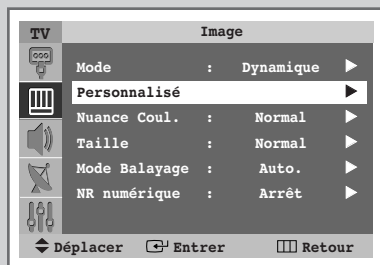 TV Image
Mode : Dynamique
Personnalisé
Nuance Coul. : Normal
Taille : Normal
Mode Balayage : Auto.
NR numérique : Arrêt
Déplacer Entrer Retour